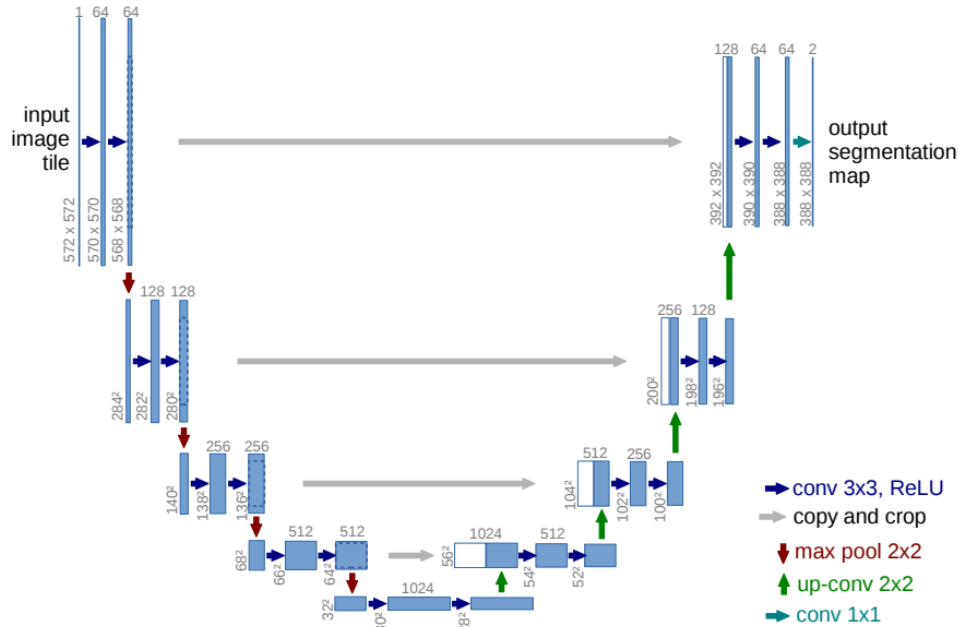 1 64 64
128
64 64 2
input
image
tile
output
segmentation
map
572 x 572
570 x 570
568 x 568
392 x 392
390 x 390
388 x 388
388 x 388
128 128
256 128
284²
282²
280²
200²
198²
196²
256 256
512 256
140²
138²
136²
104²
102²
100²
512 512
1024 512
68²
66²
64²
56²
54²
52²
1024
32²
conv 3x3, ReLU
copy and crop
max pool 2x2
up-conv 2x2
conv 1x1